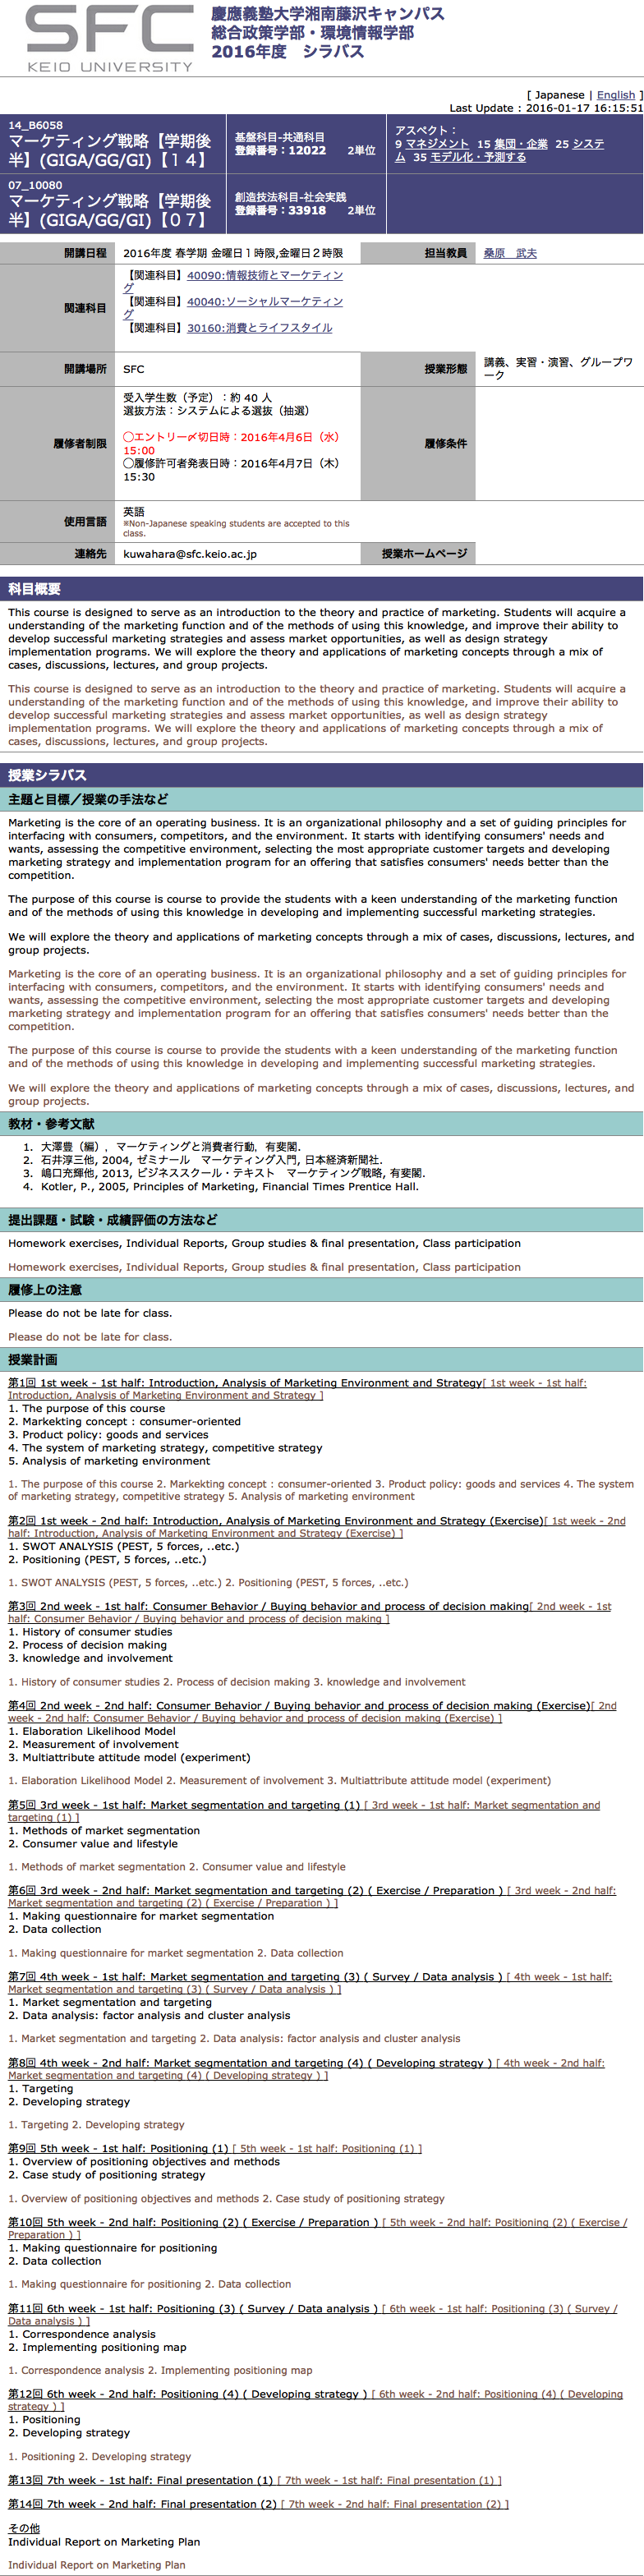 SFC
KEIO UNIVERSITY
慶應義塾大学湘南藤沢キャンパス
総合政策学部・環境情報学部
2016年度　シラバス
[ Japanese | English ]
Last Update : 2016-01-17 16:15:51
14_B6058
マーケティング戦略【学期後
半】(GIGA/GG/GI)【１４】
基盤科目-共通科目
登録番号：12022　2単位
アスペクト：
9 マネジメント 15 集団・企業 25 システ
ム 35 モデル化・予測する
07_10080
マーケティング戦略【学期後
半】(GIGA/GG/GI)【０７】
創造技法科目-社会実践
登録番号：33918　2単位
開講日程
2016年度 春学期 金曜日１時限,金曜日２時限
担当教員
桑原　武夫
関連科目
【関連科目】40090:情報技術とマーケティン
グ
【関連科目】40040:ソーシャルマーケティン
グ
【関連科目】30160:消費とライフスタイル
開講場所
SFC
授業形態
講義、実習・演習、グループワ
ーク
履修者制限
受入学生数（予定）：約 40 人
選抜方法：システムによる選抜（抽選）
◯エントリー〆切日時：2016年4月6日（水）
15:00
◯履修許可者発表日時：2016年4月7日（木）
15:30
履修条件
使用言語
英語
※Non-Japanese speaking students are accepted to this
class.
連絡先
kuwahara@sfc.keio.ac.jp
授業ホームページ
科目概要
This course is designed to serve as an introduction to the theory and practice of marketing. Students will acquire a
understanding of the marketing function and of the methods of using this knowledge, and improve their ability to
develop successful marketing strategies and assess market opportunities, as well as design strategy
implementation programs. We will explore the theory and applications of marketing concepts through a mix of
cases, discussions, lectures, and group projects.
This course is designed to serve as an introduction to the theory and practice of marketing. Students will acquire a
understanding of the marketing function and of the methods of using this knowledge, and improve their ability to
develop successful marketing strategies and assess market opportunities, as well as design strategy
implementation programs. We will explore the theory and applications of marketing concepts through a mix of
cases, discussions, lectures, and group projects.
授業シラバス
主題と目標／授業の手法など
Marketing is the core of an operating business. It is an organizational philosophy and a set of guiding principles for
interfacing with consumers, competitors, and the environment. It starts with identifying consumers' needs and
wants, assessing the competitive environment, selecting the most appropriate customer targets and developing
marketing strategy and implementation program for an offering that satisfies consumers' needs better than the
competition.
The purpose of this course is course to provide the students with a keen understanding of the marketing function
and of the methods of using this knowledge in developing and implementing successful marketing strategies.
We will explore the theory and applications of marketing concepts through a mix of cases, discussions, lectures, and
group projects.
Marketing is the core of an operating business. It is an organizational philosophy and a set of guiding principles for
interfacing with consumers, competitors, and the environment. It starts with identifying consumers' needs and
wants, assessing the competitive environment, selecting the most appropriate customer targets and developing
marketing strategy and implementation program for an offering that satisfies consumers' needs better than the
competition.
The purpose of this course is course to provide the students with a keen understanding of the marketing function
and of the methods of using this knowledge in developing and implementing successful marketing strategies.
We will explore the theory and applications of marketing concepts through a mix of cases, discussions, lectures, and
group projects.
教材・参考文献
1. 大澤豊（編）, マーケティングと消費者行動, 有斐閣.
2. 石井淳三他, 2004, ゼミナール　マーケティング入門, 日本経済新聞社.
3. 嶋口充輝他, 2013, ビジネススクール・テキスト　マーケティング戦略, 有斐閣.
4. Kotler, P., 2005, Principles of Marketing, Financial Times Prentice Hall.
提出課題・試験・成績評価の方法など
Homework exercises, Individual Reports, Group studies & final presentation, Class participation
Homework exercises, Individual Reports, Group studies & final presentation, Class participation
履修上の注意
Please do not be late for class.
Please do not be late for class.
授業計画
第1回 1st week - 1st half: Introduction, Analysis of Marketing Environment and Strategy[ 1st week - 1st half:
Introduction, Analysis of Marketing Environment and Strategy ]
1. The purpose of this course
2. Markekting concept : consumer-oriented
3. Product policy: goods and services
4. The system of marketing strategy, competitive strategy
5. Analysis of marketing environment
1. The purpose of this course 2. Markekting concept : consumer-oriented 3. Product policy: goods and services 4. The system
of marketing strategy, competitive strategy 5. Analysis of marketing environment
第2回 1st week - 2nd half: Introduction, Analysis of Marketing Environment and Strategy (Exercise)[ 1st week - 2nd
half: Introduction, Analysis of Marketing Environment and Strategy (Exercise) ]
1. SWOT ANALYSIS (PEST, 5 forces, ..etc.)
2. Positioning (PEST, 5 forces, ..etc.)
1. SWOT ANALYSIS (PEST, 5 forces, ..etc.) 2. Positioning (PEST, 5 forces, ..etc.)
第3回 2nd week - 1st half: Consumer Behavior / Buying behavior and process of decision making[ 2nd week - 1st
half: Consumer Behavior / Buying behavior and process of decision making ]
1. History of consumer studies
2. Process of decision making
3. knowledge and involvement
1. History of consumer studies 2. Process of decision making 3. knowledge and involvement
第4回 2nd week - 2nd half: Consumer Behavior / Buying behavior and process of decision making (Exercise)[ 2nd
week - 2nd half: Consumer Behavior / Buying behavior and process of decision making (Exercise) ]
1. Elaboration Likelihood Model
2. Measurement of involvement
3. Multiattribute attitude model (experiment)
1. Elaboration Likelihood Model 2. Measurement of involvement 3. Multiattribute attitude model (experiment)
第5回 3rd week - 1st half: Market segmentation and targeting (1) [ 3rd week - 1st half: Market segmentation and
targeting (1) ]
1. Methods of market segmentation
2. Consumer value and lifestyle
1. Methods of market segmentation 2. Consumer value and lifestyle
第6回 3rd week - 2nd half: Market segmentation and targeting (2) ( Exercise / Preparation ) [ 3rd week - 2nd half:
Market segmentation and targeting (2) ( Exercise / Preparation ) ]
1. Making questionnaire for market segmentation
2. Data collection
1. Making questionnaire for market segmentation 2. Data collection
第7回 4th week - 1st half: Market segmentation and targeting (3) ( Survey / Data analysis ) [ 4th week - 1st half:
Market segmentation and targeting (3) ( Survey / Data analysis ) ]
1. Market segmentation and targeting
2. Data analysis: factor analysis and cluster analysis
1. Market segmentation and targeting 2. Data analysis: factor analysis and cluster analysis
第8回 4th week - 2nd half: Market segmentation and targeting (4) ( Developing strategy ) [ 4th week - 2nd half:
Market segmentation and targeting (4) ( Developing strategy ) ]
1. Targeting
2. Developing strategy
1. Targeting 2. Developing strategy
第9回 5th week - 1st half: Positioning (1) [ 5th week - 1st half: Positioning (1) ]
1. Overview of positioning objectives and methods
2. Case study of positioning strategy
1. Overview of positioning objectives and methods 2. Case study of positioning strategy
第10回 5th week - 2nd half: Positioning (2) ( Exercise / Preparation ) [ 5th week - 2nd half: Positioning (2) ( Exercise /
Preparation ) ]
1. Making questionnaire for positioning
2. Data collection
1. Making questionnaire for positioning 2. Data collection
第11回 6th week - 1st half: Positioning (3) ( Survey / Data analysis ) [ 6th week - 1st half: Positioning (3) ( Survey /
Data analysis ) ]
1. Correspondence analysis
2. Implementing positioning map
1. Correspondence analysis 2. Implementing positioning map
第12回 6th week - 2nd half: Positioning (4) ( Developing strategy ) [ 6th week - 2nd half: Positioning (4) ( Developing
strategy ) ]
1. Positioning
2. Developing strategy
1. Positioning 2. Developing strategy
第13回 7th week - 1st half: Final presentation (1) [ 7th week - 1st half: Final presentation (1) ]
第14回 7th week - 2nd half: Final presentation (2) [ 7th week - 2nd half: Final presentation (2) ]
その他
Individual Report on Marketing Plan
Individual Report on Marketing Plan